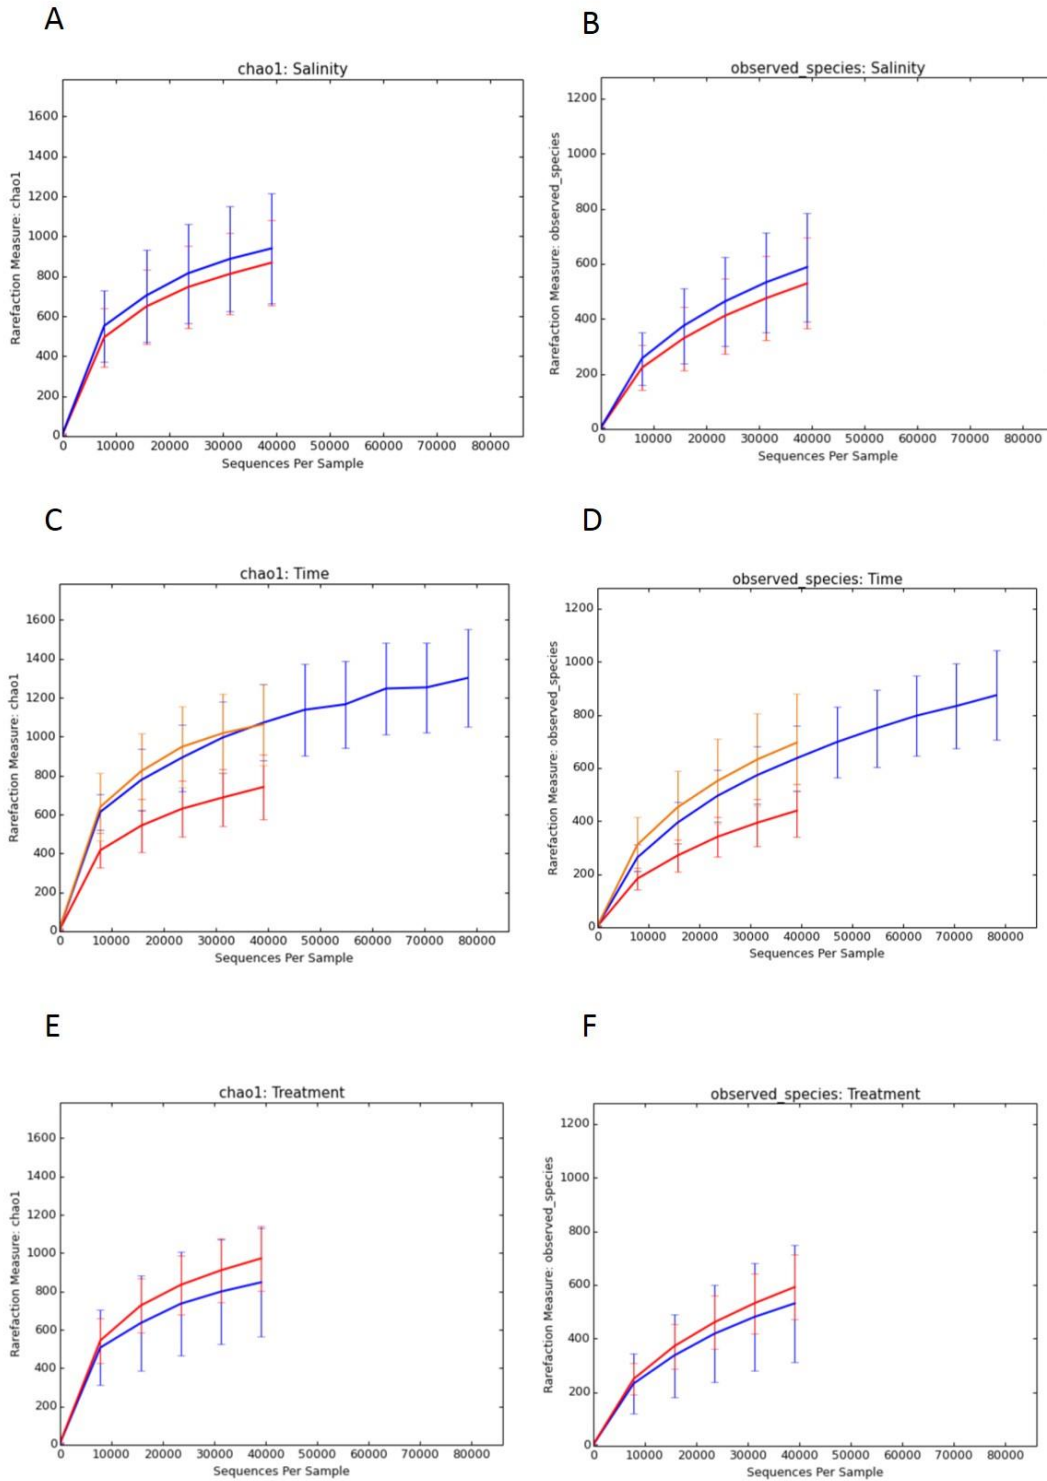 A
B
chao1: Salinity
observed_species: Salinity
Rarefaction Measure: chao1
1600
1400
1200
1000
800
600
400
200
0
10000 20000 30000 40000 50000 60000 70000 80000
Sequences Per Sample
Rarefaction Measure: observed_species
1200
1000
800
600
400
200
0
10000 20000 30000 40000 50000 60000 70000 80000
Sequences Per Sample
C
D
chao1: Time
observed_species: Time
Rarefaction Measure: chao1
1600
1400
1200
1000
800
600
400
200
0
0 10000 20000 30000 40000 50000 60000 70000 80000
Sequences Per Sample
Rarefaction Measure: observed_species
1200
1000
800
600
400
200
0
0 10000 20000 30000 40000 50000 60000 70000 80000
Sequences Per Sample
E
F
chao1: Treatment
observed_species: Treatment
Rarefaction Measure: chao1
1600
1400
1200
1000
800
600
400
200
0
0 10000 20000 30000 40000 50000 60000 70000 80000
Sequences Per Sample
Rarefaction Measure: observed_species
1200
1000
800
600
400
200
0
0 10000 20000 30000 40000 50000 60000 70000 80000
Sequences Per Sample